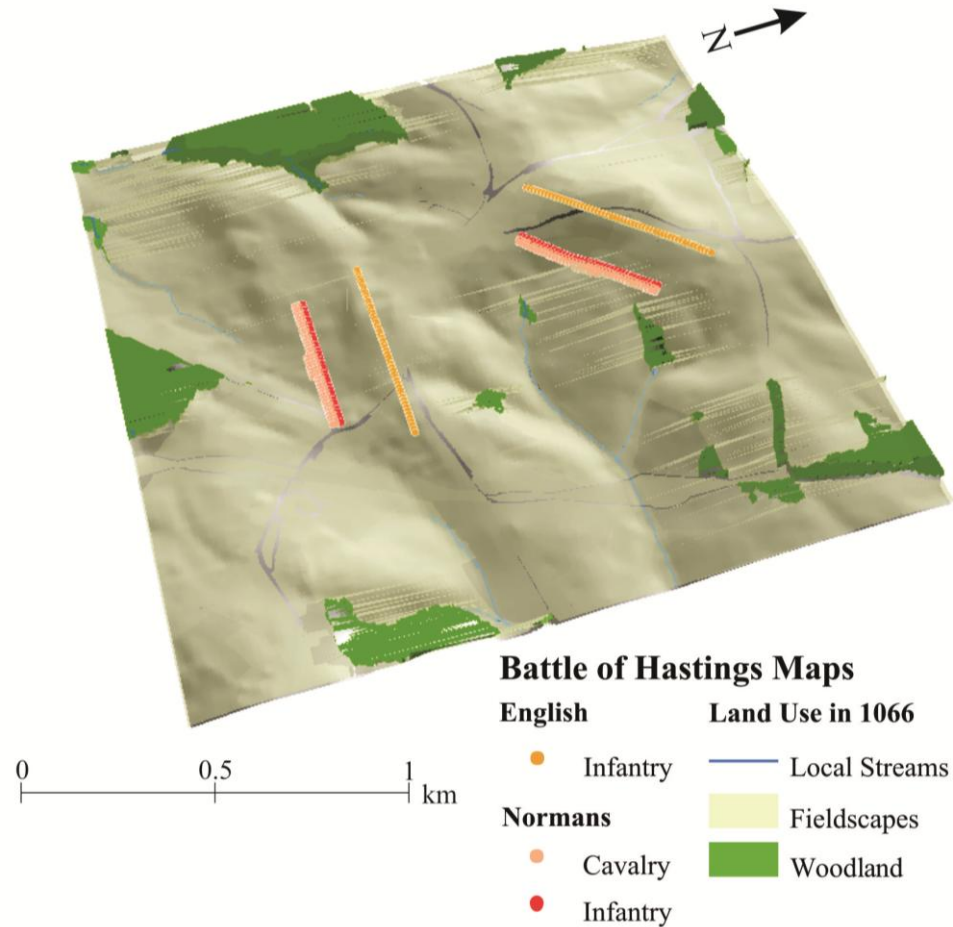 N
Battle of Hastings Maps
English
Land Use in 1066
Infantry
Local Streams
Fieldscapes
Normans
Cavalry
Woodland
Infantry
0 0.5 1
km